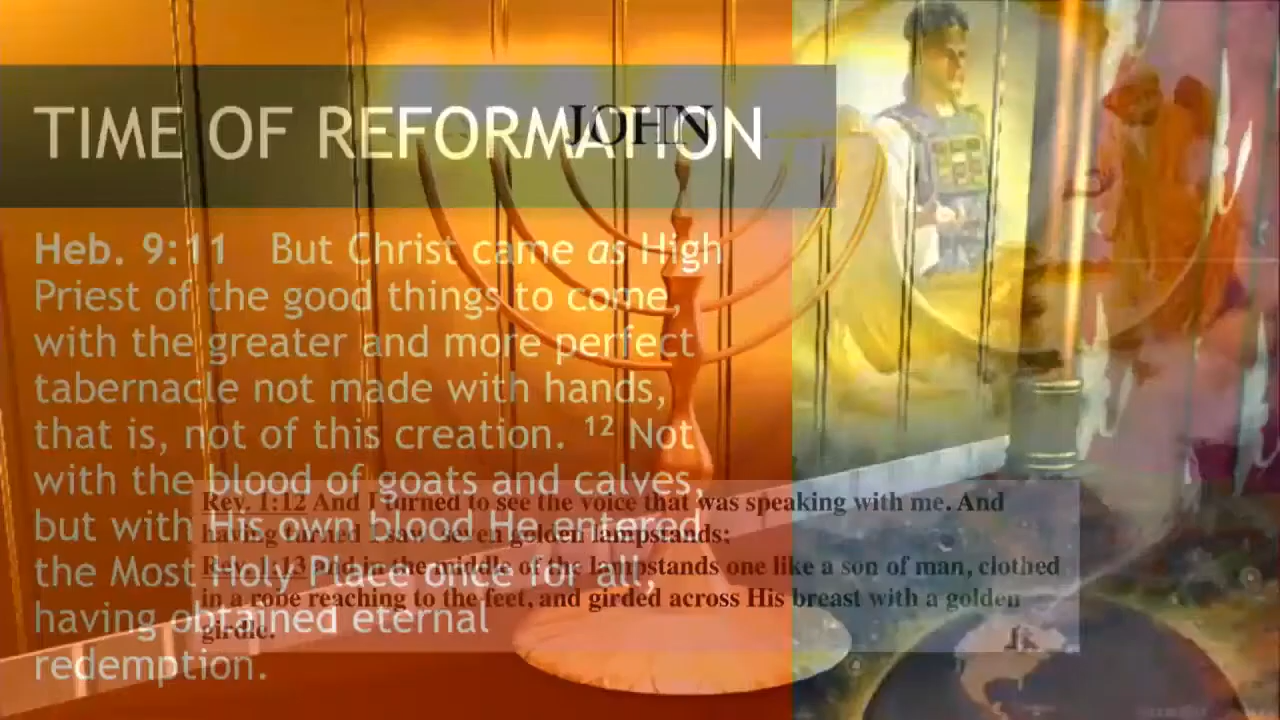 TIME OF REFORMATION
JOHN
Heb. 9:11 But Christ came as High
Priest of the good things to come,
with the greater and more perfect
tabernacle not made with hands,
that is, not of this creation. ¹² Not
with the blood of goats and calves,
but with His own blood He entered
the Most Holy Place once for all,
having obtained eternal
redemption.
Rev. 1:12 And I turned to see the voice that was speaking with me. And
having turned I saw seven golden lampstands;
Rev. 1:13 and in the middle of the lampstands one like a son of man, clothed
in a robe reaching to the feet, and girded across His breast with a golden
girdle.